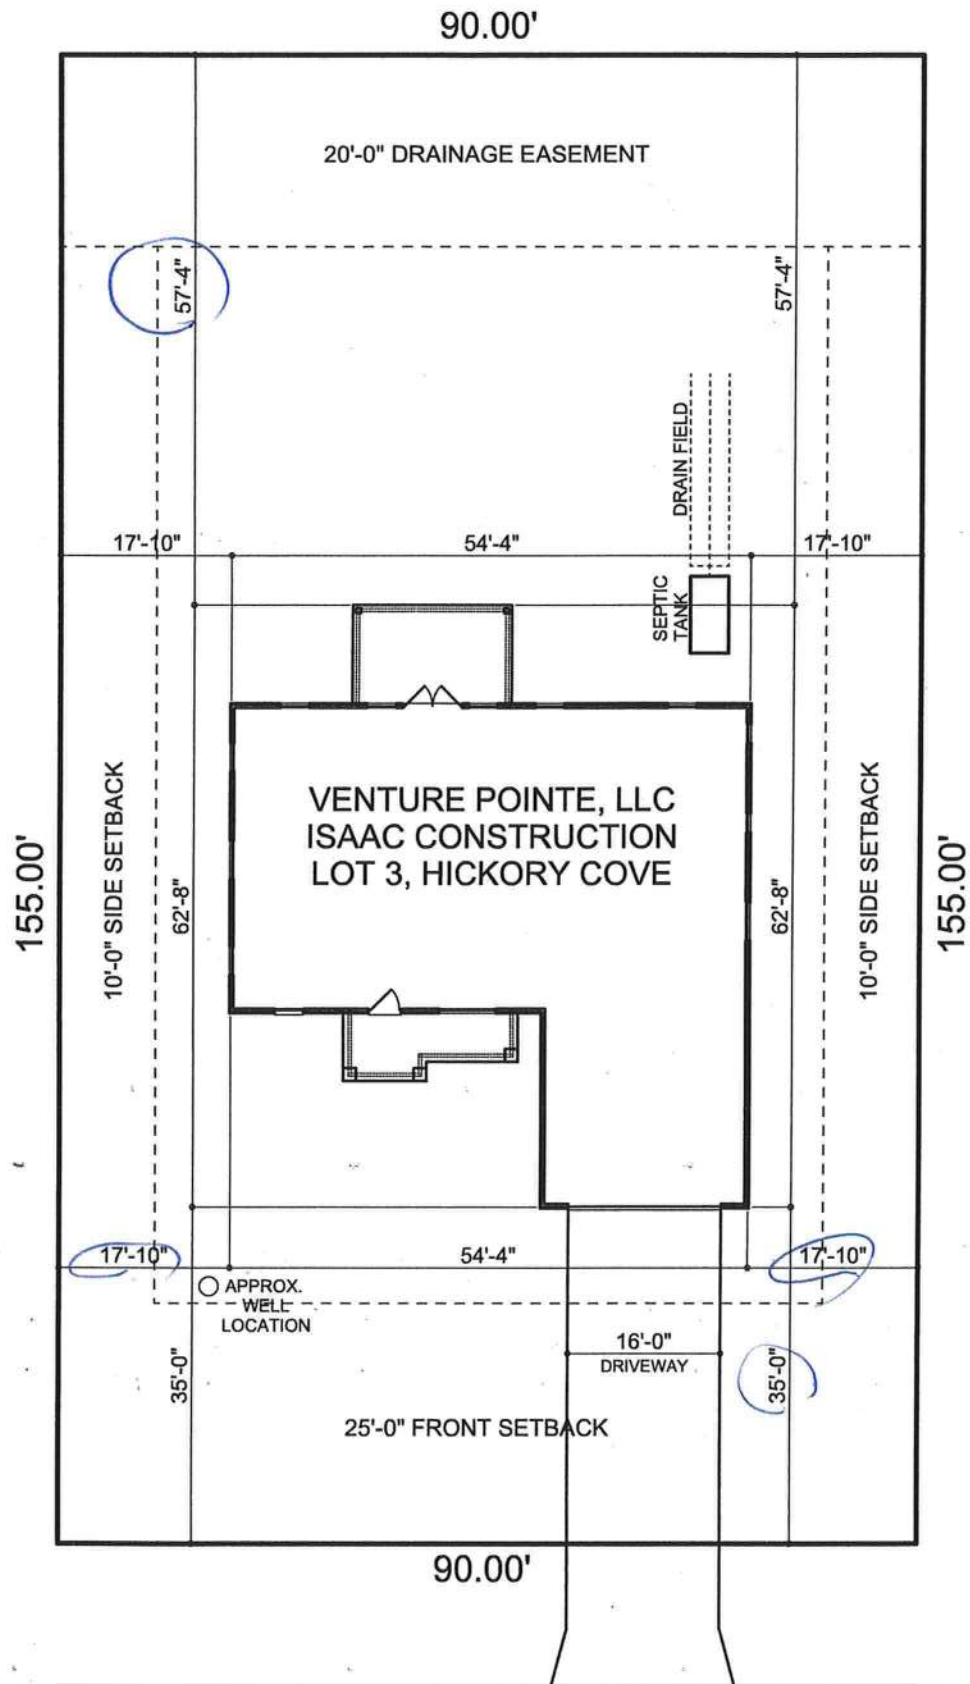 90.00'
20'-0" DRAINAGE EASEMENT
57'-4"
57'-4"
DRAIN FIELD
17'-10"
54'-4"
17'-10"
SEPTIC
TANK
VENTURE POINTE, LLC
ISAAC CONSTRUCTION
LOT 3, HICKORY COVE
155.00'
10'-0" SIDE SETBACK
62'-8"
62'-8"
10'-0" SIDE SETBACK
155.00'
17'-10"
54'-4"
17'-10"
APPROX.
WELL
LOCATION
16'-0"
DRIVEWAY
35'-0"
35'-0"
25'-0" FRONT SETBACK
90.00'